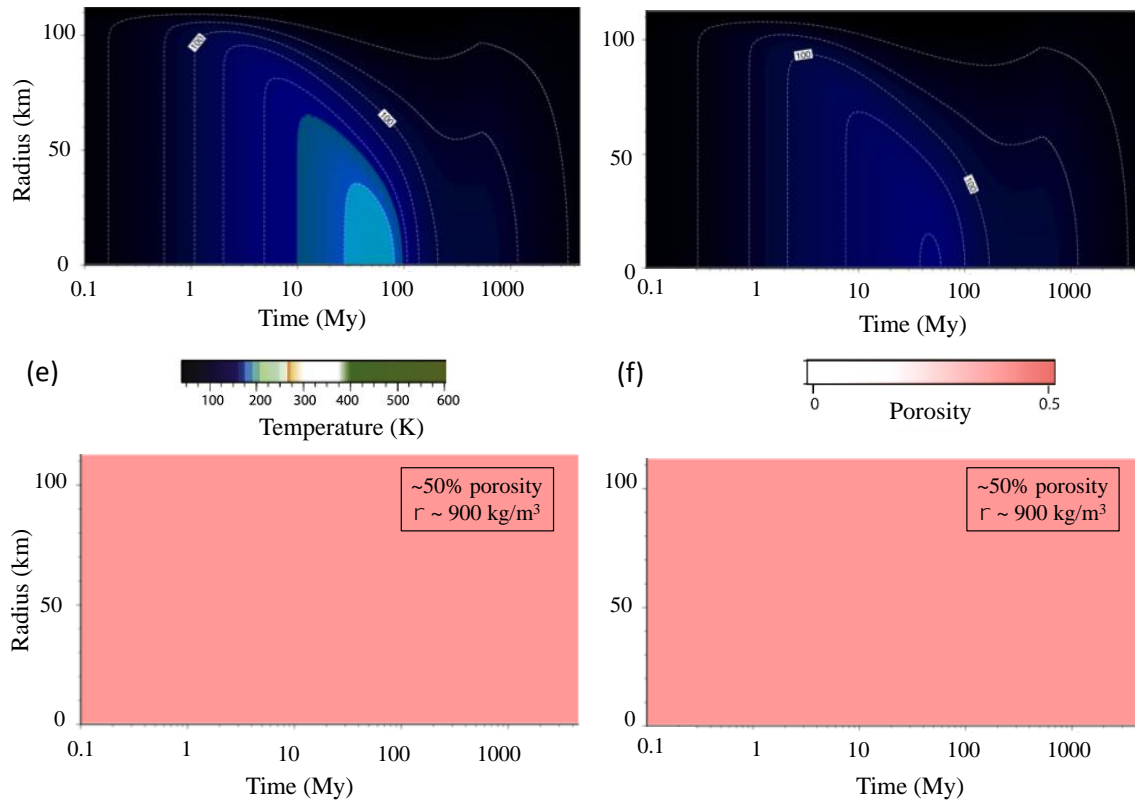 100
50
0
Radius (km)
100
100
0.1 1 10 100 1000
Time (My)
100
50
0
100
100
0.1 1 10 100 1000
Time (My)
(e)
100 200 300 400 500 600
Temperature (K)
(f)
0 0.5
Porosity
100
50
0
Radius (km)
~50% porosity
r ~ 900 kg/m³
0.1 1 10 100 1000
Time (My)
100
50
0
~50% porosity
r ~ 900 kg/m³
0.1 1 10 100 1000
Time (My)